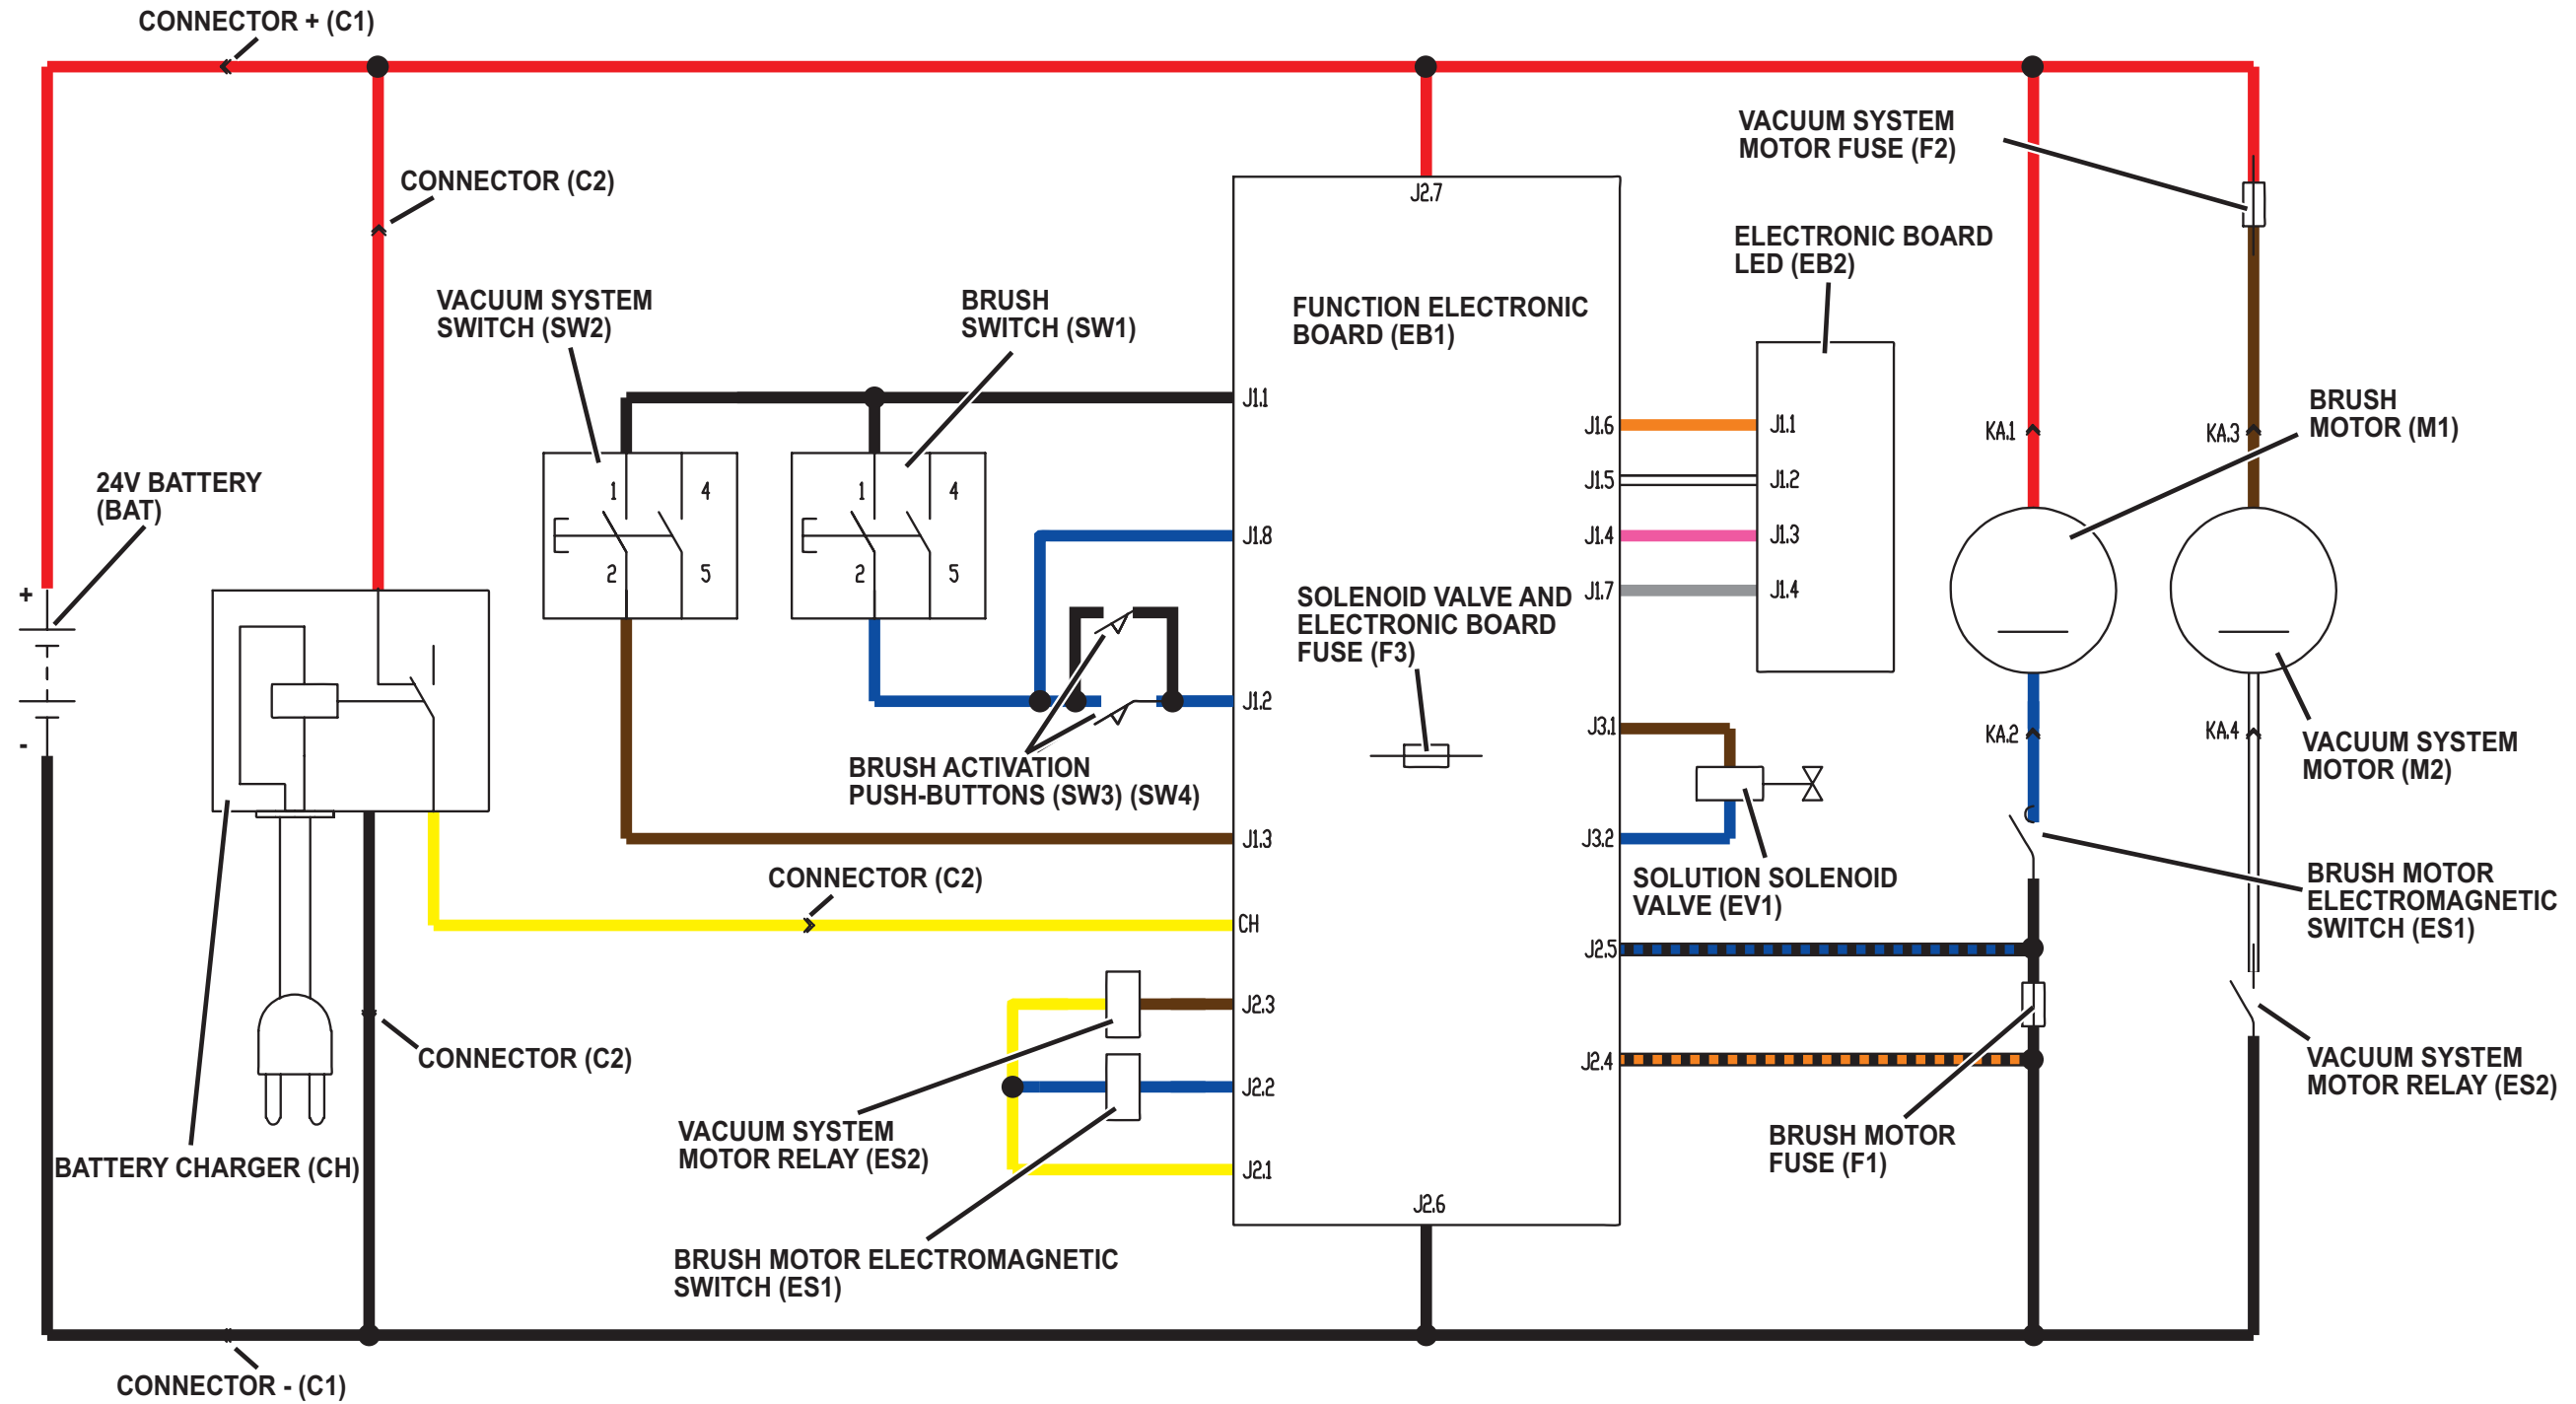 CONNECTOR + (C1)
CONNECTOR (C2)
VACUUM SYSTEM
MOTOR FUSE (F2)
J2.7
ELECTRONIC BOARD
LED (EB2)
VACUUM SYSTEM
SWITCH (SW2)
BRUSH
SWITCH (SW1)
FUNCTION ELECTRONIC
BOARD (EB1)
BRUSH
MOTOR (M1)
J1.1
J1.6
J1.1
KA.1
KA.3
24V BATTERY
(BAT)
1
4
1
4
J1.5
J1.2
J1.8
J1.4
J1.3
2
5
2
5
+
SOLENOID VALVE AND
ELECTRONIC BOARD
FUSE (F3)
J1.7
J1.4
J1.2
J3.1
KA.2
KA.4
-
BRUSH ACTIVATION
PUSH-BUTTONS (SW3) (SW4)
VACUUM SYSTEM
MOTOR (M2)
J1.3
J3.2
CONNECTOR (C2)
SOLUTION SOLENOID
VALVE (EV1)
BRUSH MOTOR
ELECTROMAGNETIC
SWITCH (ES1)
CH
J2.5
J2.3
CONNECTOR (C2)
J2.4
VACUUM SYSTEM
MOTOR RELAY (ES2)
J2.2
VACUUM SYSTEM
MOTOR RELAY (ES2)
BRUSH MOTOR
FUSE (F1)
BATTERY CHARGER (CH)
J2.1
J2.6
BRUSH MOTOR ELECTROMAGNETIC
SWITCH (ES1)
CONNECTOR - (C1)